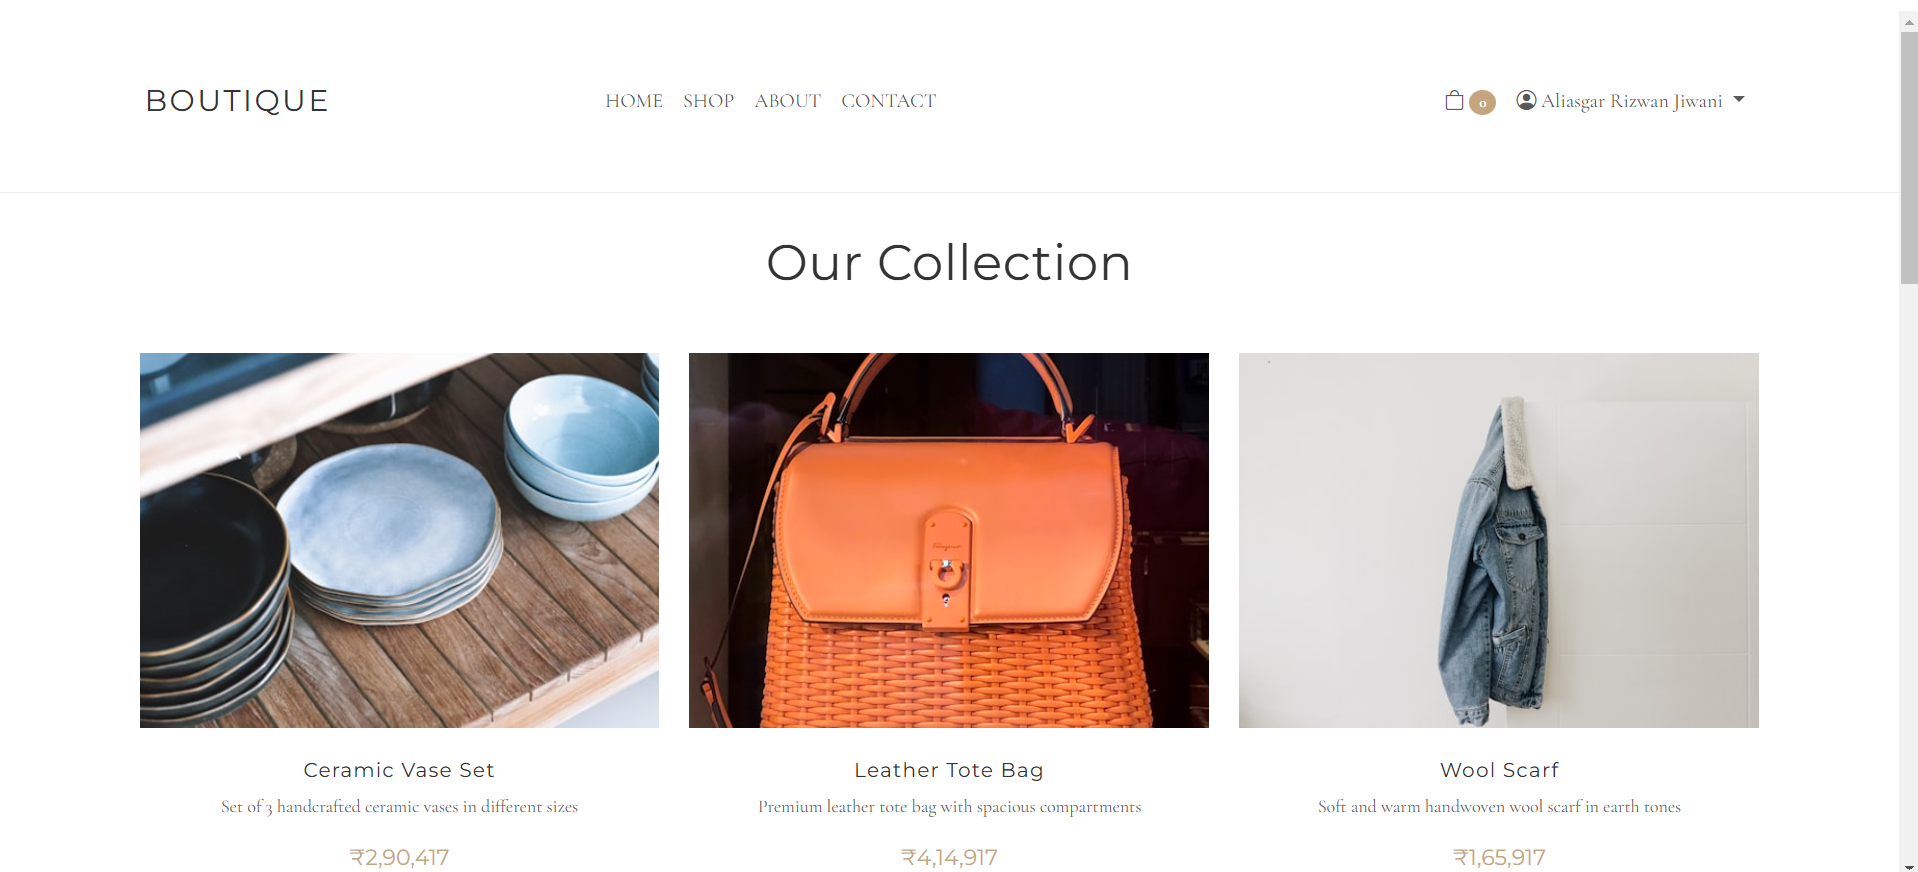 BOUTIQUE
HOME SHOP ABOUT CONTACT
0 Aliasgar Rizwan Jiwani
Our Collection
Ceramic Vase Set
Set of 3 handcrafted ceramic vases in different sizes
₹2,90,417
Leather Tote Bag
Premium leather tote bag with spacious compartments
₹4,14,917
Wool Scarf
Soft and warm handwoven wool scarf in earth tones
₹1,65,917